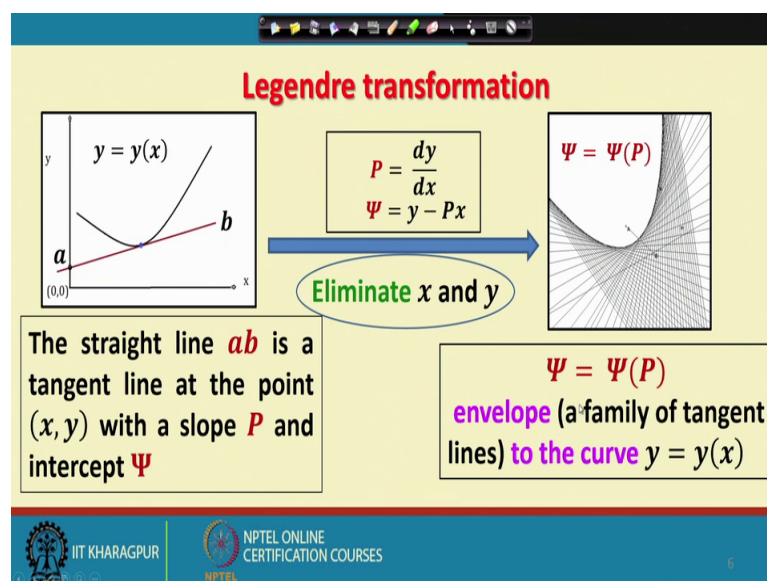 Legendre transformation
y
y = y(x)
b
a
(0,0)
x
P = dy/dx
Ψ = y − Px
Eliminate x and y
Ψ = Ψ(P)
The straight line ab is a
tangent line at the point
(x, y) with a slope P and
intercept Ψ
Ψ = Ψ(P)
envelope (a family of tangent
lines) to the curve y = y(x)
IIT KHARAGPUR
NPTEL ONLINE
CERTIFICATION COURSES
NPTEL
6